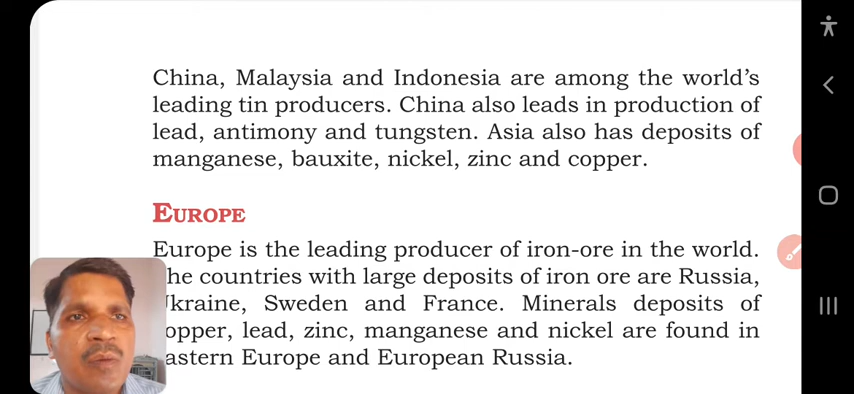 China, Malaysia and Indonesia are among the world's
leading tin producers. China also leads in production of
lead, antimony and tungsten. Asia also has deposits of
manganese, bauxite, nickel, zinc and copper.
EUROPE
Europe is the leading producer of iron-ore in the world.
he countries with large deposits of iron ore are Russia,
kraine, Sweden and France. Minerals deposits of
opper, lead, zinc, manganese and nickel are found in
astern Europe and European Russia.